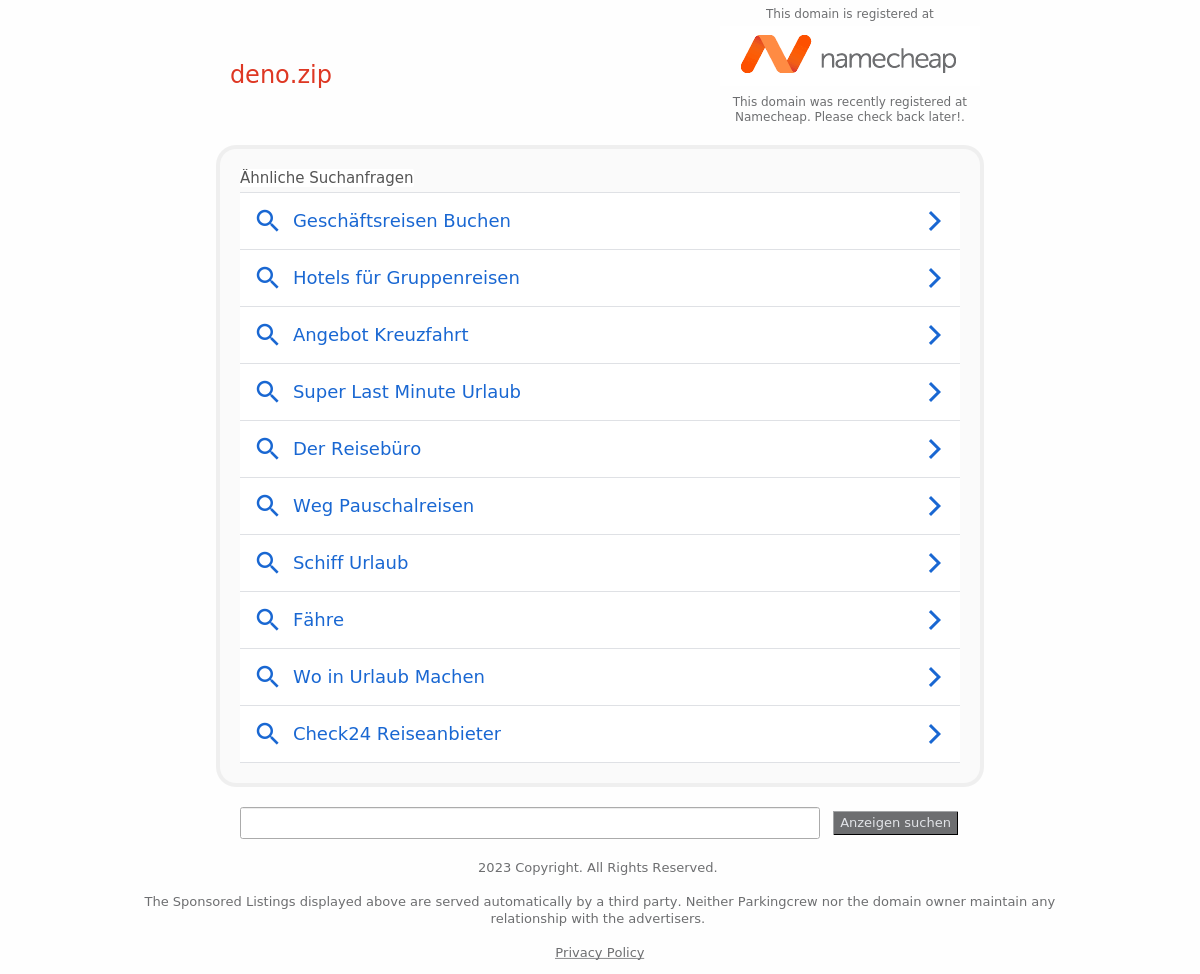 This domain is registered at
namecheap
deno.zip
This domain was recently registered at
Namecheap. Please check back later!.
Ähnliche Suchanfragen
Geschäftsreisen Buchen
Hotels für Gruppenreisen
Angebot Kreuzfahrt
Super Last Minute Urlaub
Der Reisebüro
Weg Pauschalreisen
Schiff Urlaub
Fähre
Wo in Urlaub Machen
Check24 Reiseanbieter
Anzeigen suchen
2023 Copyright. All Rights Reserved.
The Sponsored Listings displayed above are served automatically by a third party. Neither Parkingcrew nor the domain owner maintain any
relationship with the advertisers.
Privacy Policy